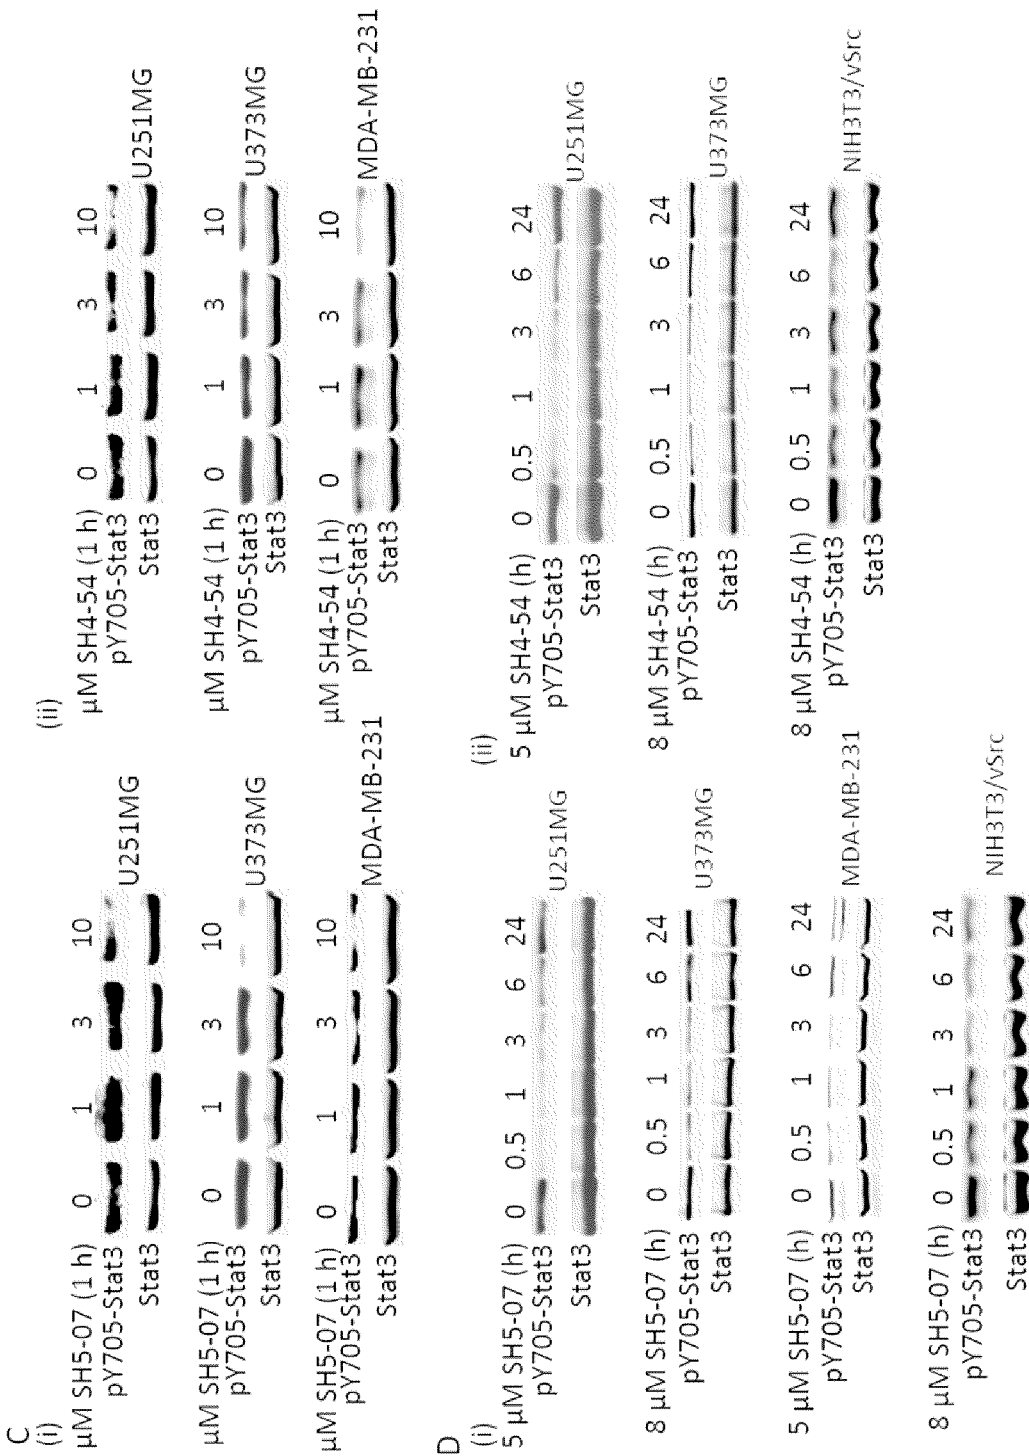 C
(i)
µM SH5-07 (1 h) 0 1 3 10
pY705-Stat3
Stat3
U251MG
µM SH5-07 (1 h) 0 1 3 10
pY705-Stat3
Stat3
U373MG
µM SH5-07 (1 h) 0 1 3 10
pY705-Stat3
Stat3
MDA-MB-231
(ii)
µM SH4-54 (1 h) 0 1 3 10
pY705-Stat3
Stat3
U251MG
µM SH4-54 (1 h) 0 1 3 10
pY705-Stat3
Stat3
U373MG
µM SH4-54 (1 h) 0 1 3 10
pY705-Stat3
Stat3
MDA-MB-231
D
(i)
5 µM SH5-07 (h) 0 0.5 1 3 6 24
pY705-Stat3
Stat3
U251MG
8 µM SH5-07 (h) 0 0.5 1 3 6 24
pY705-Stat3
Stat3
U373MG
5 µM SH5-07 (h) 0 0.5 1 3 6 24
pY705-Stat3
Stat3
MDA-MB-231
8 µM SH5-07 (h) 0 0.5 1 3 6 24
pY705-Stat3
Stat3
NIH3T3/vSrc
(ii)
5 µM SH4-54 (h) 0 0.5 1 3 6 24
pY705-Stat3
Stat3
U251MG
8 µM SH4-54 (h) 0 0.5 1 3 6 24
pY705-Stat3
Stat3
U373MG
8 µM SH4-54 (h) 0 0.5 1 3 6 24
pY705-Stat3
Stat3
NIH3T3/vSrc